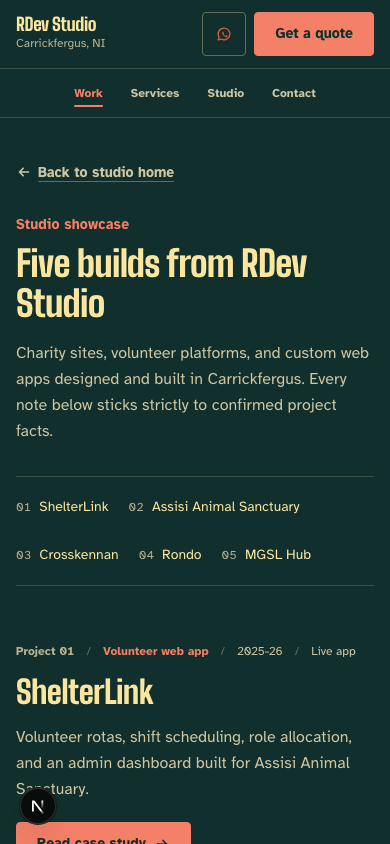 RDev Studio
Carrickfergus, NI
Get a quote
Work Services Studio Contact
← Back to studio home
Studio showcase
Five builds from RDev
Studio
Charity sites, volunteer platforms, and custom web
apps designed and built in Carrickfergus. Every
note below sticks strictly to confirmed project
facts.
01 ShelterLink 02 Assisi Animal Sanctuary
03 Crosskennan 04 Rondo 05 MGSL Hub
Project 01 / Volunteer web app / 2025-26 / Live app
ShelterLink
Volunteer rotas, shift scheduling, role allocation,
and an admin dashboard built for Assisi Animal
Sanctuary.
N
Read case study →